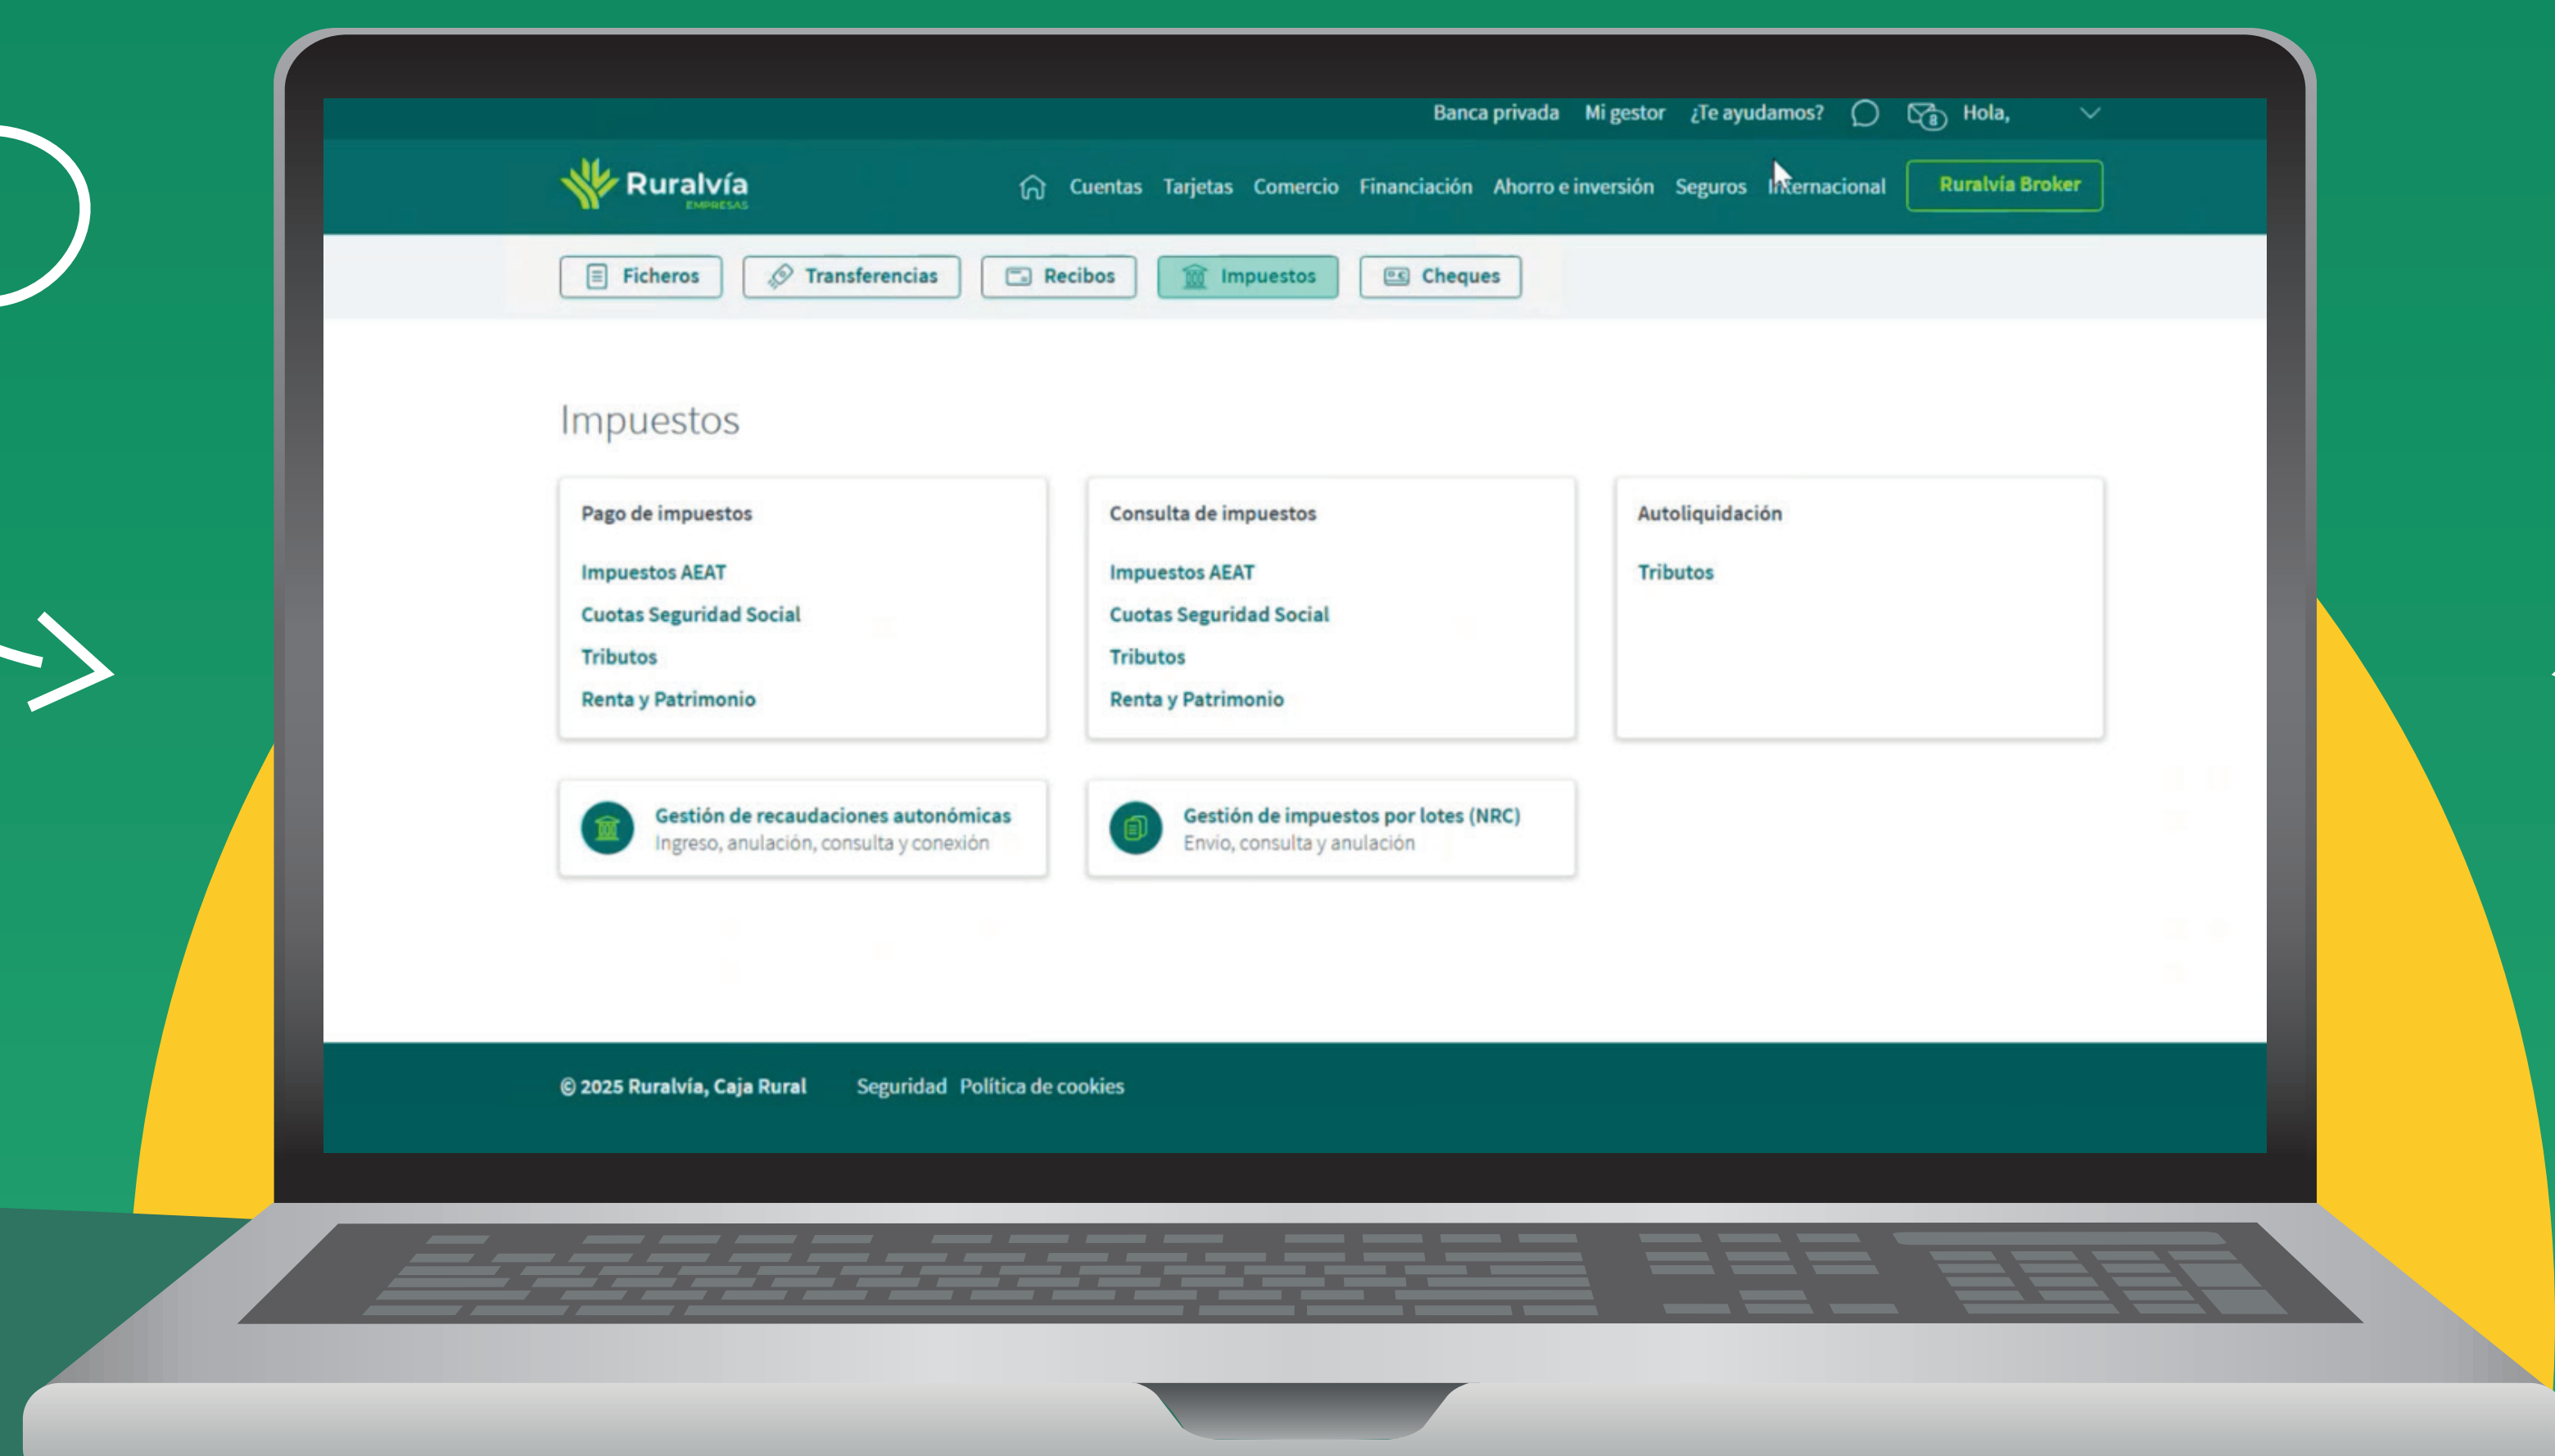 Banca privada Mi gestor ¿Te ayudamos? 8 Hola,
Ruralvía
EMPRESAS
Cuentas Tarjetas Comercio Financiación Ahorro e inversión Seguros Internacional Ruralvía Broker
Ficheros Transferencias Recibos Impuestos Cheques
Impuestos
Pago de impuestos
Impuestos AEAT
Cuotas Seguridad Social
Tributos
Renta y Patrimonio
Consulta de impuestos
Impuestos AEAT
Cuotas Seguridad Social
Tributos
Renta y Patrimonio
Autoliquidación
Tributos
Gestión de recaudaciones autonómicas
Ingreso, anulación, consulta y conexión
Gestión de impuestos por lotes (NRC)
Envío, consulta y anulación
© 2025 Ruralvía, Caja Rural Seguridad Política de cookies